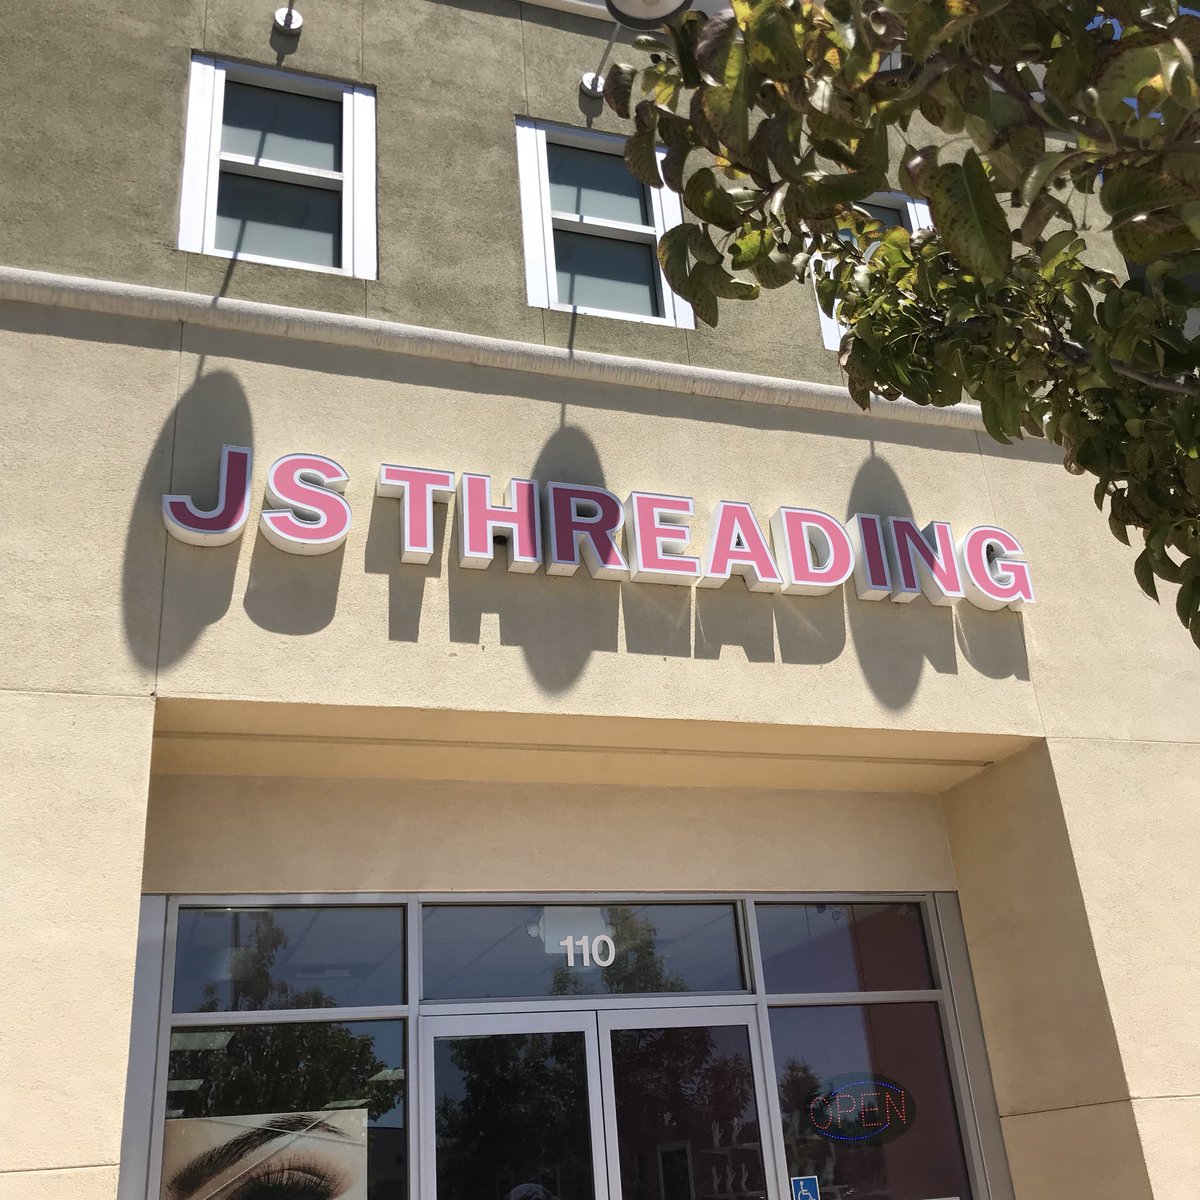 JS THREADING
110
OPEN